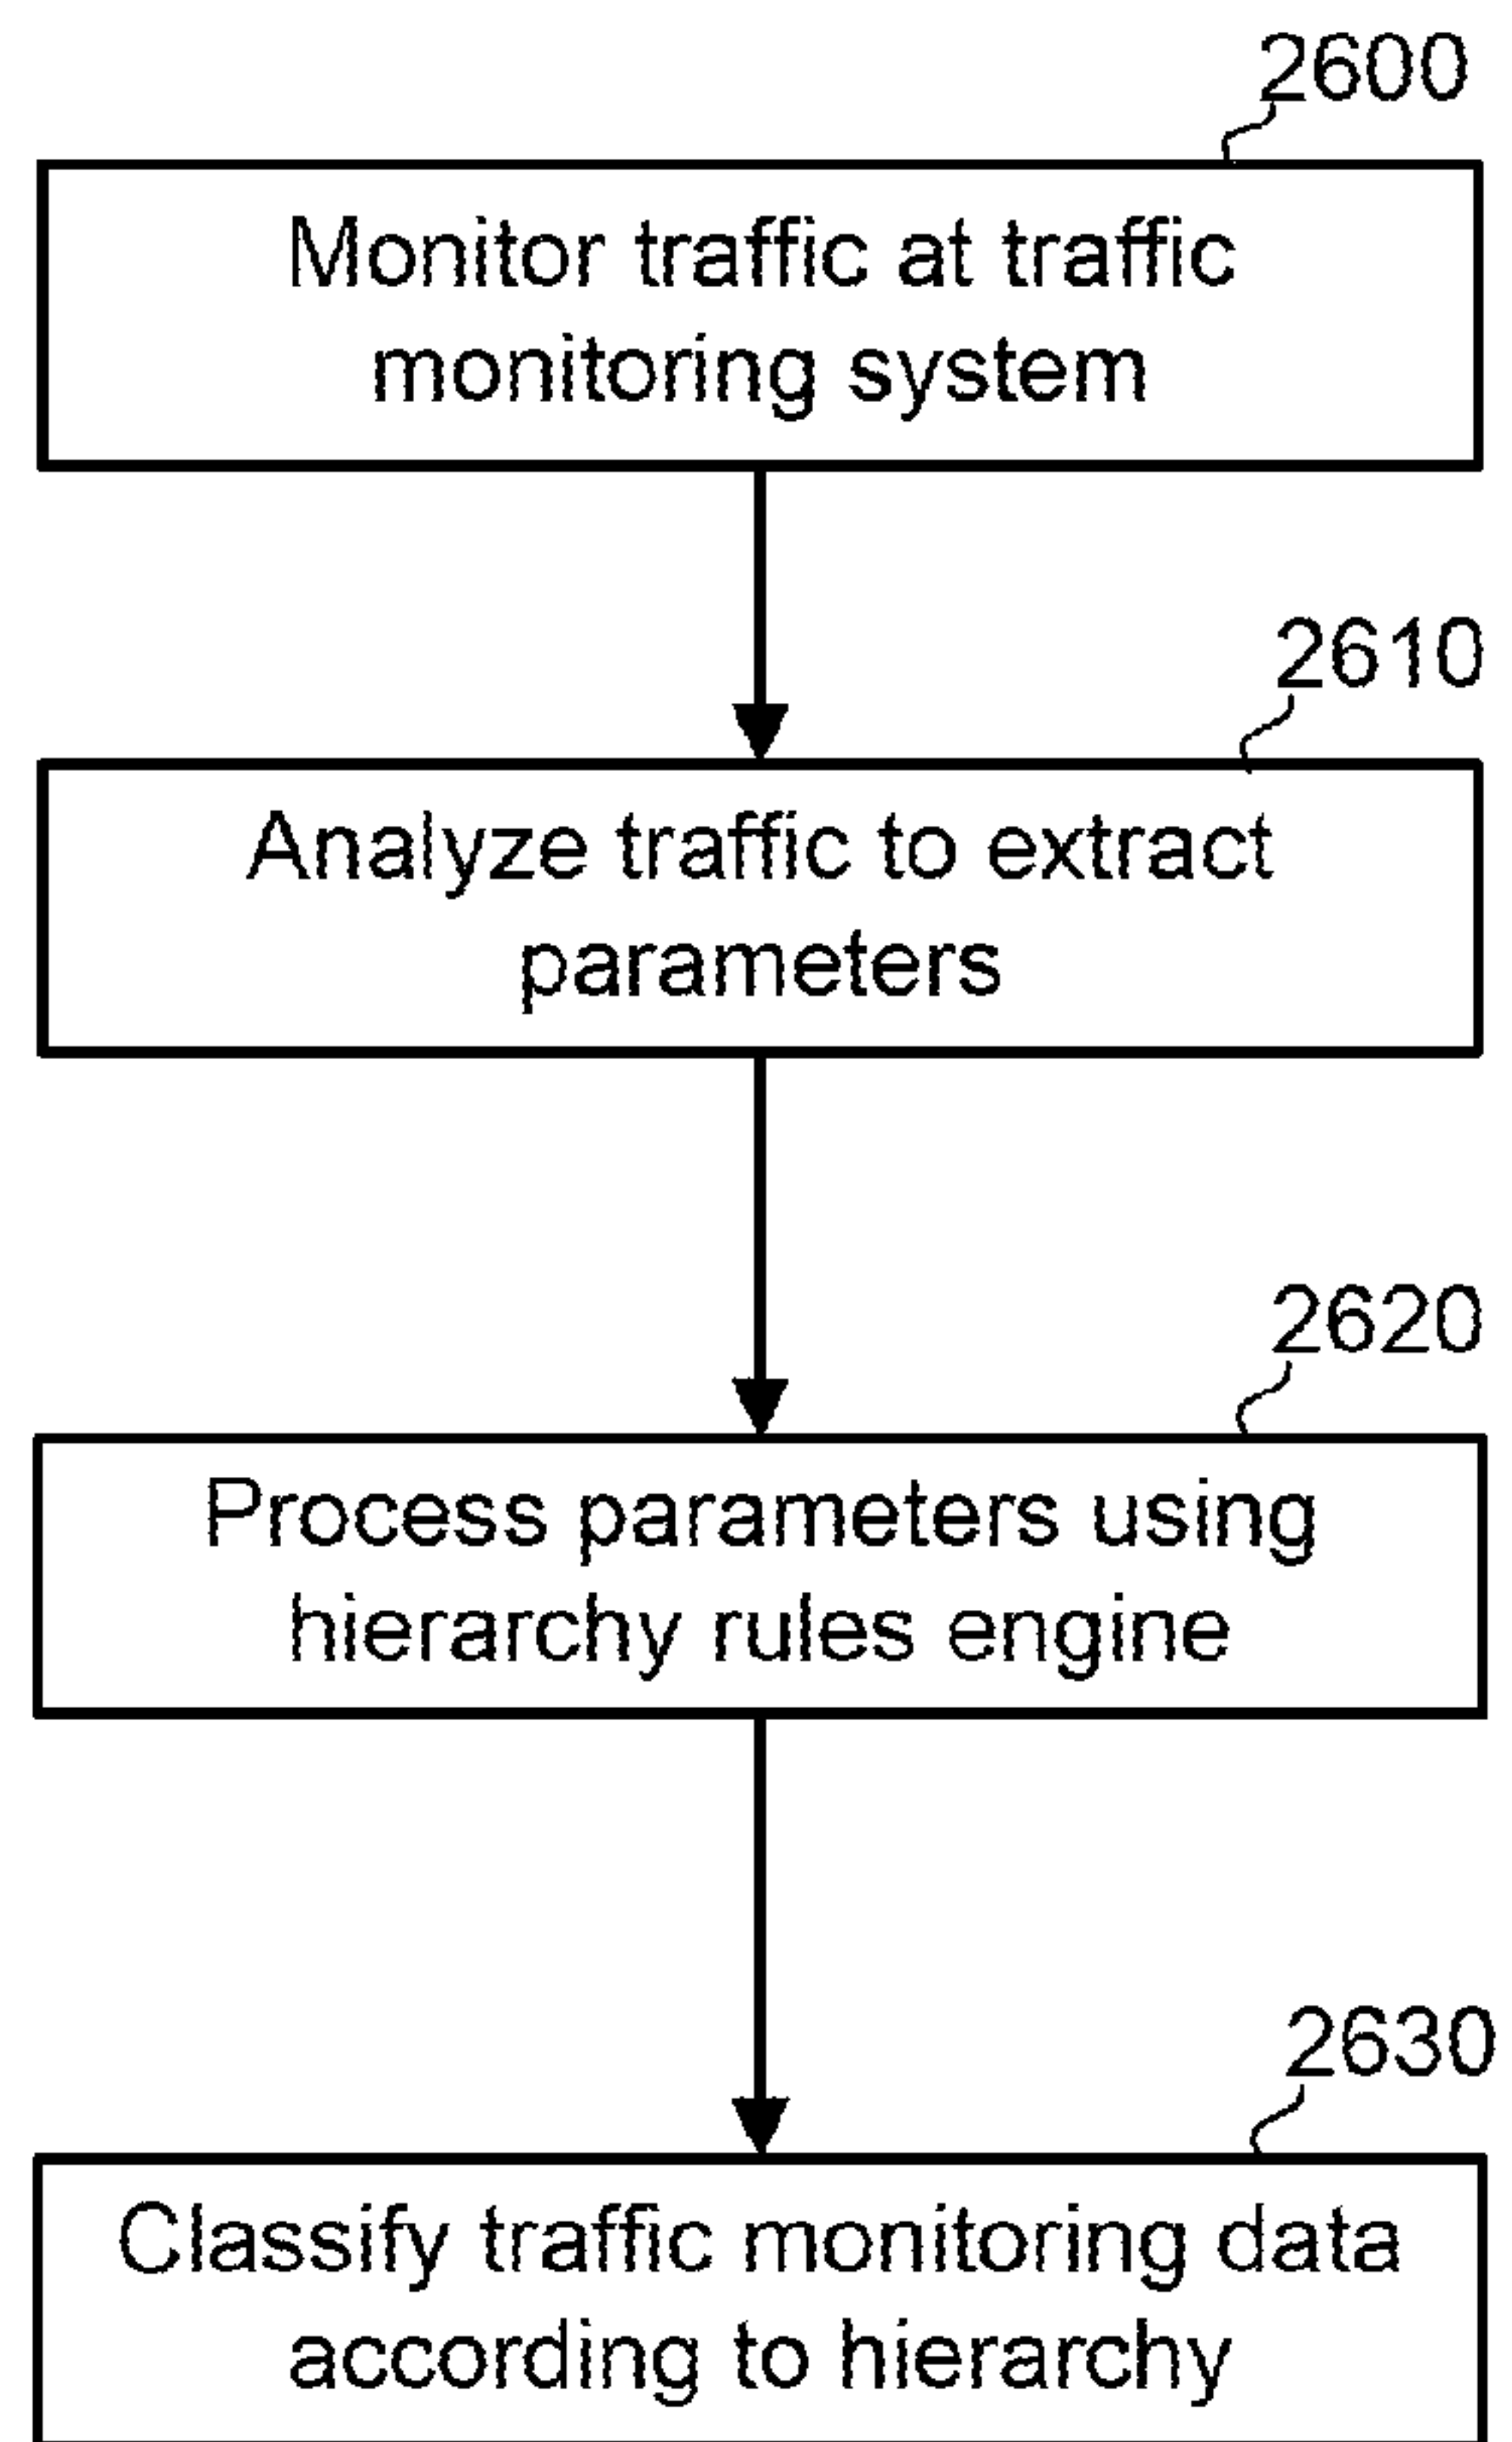 2600
Monitor traffic at traffic
monitoring system
2610
Analyze traffic to extract
parameters
2620
Process parameters using
hierarchy rules engine
2630
Classify traffic monitoring data
according to hierarchy